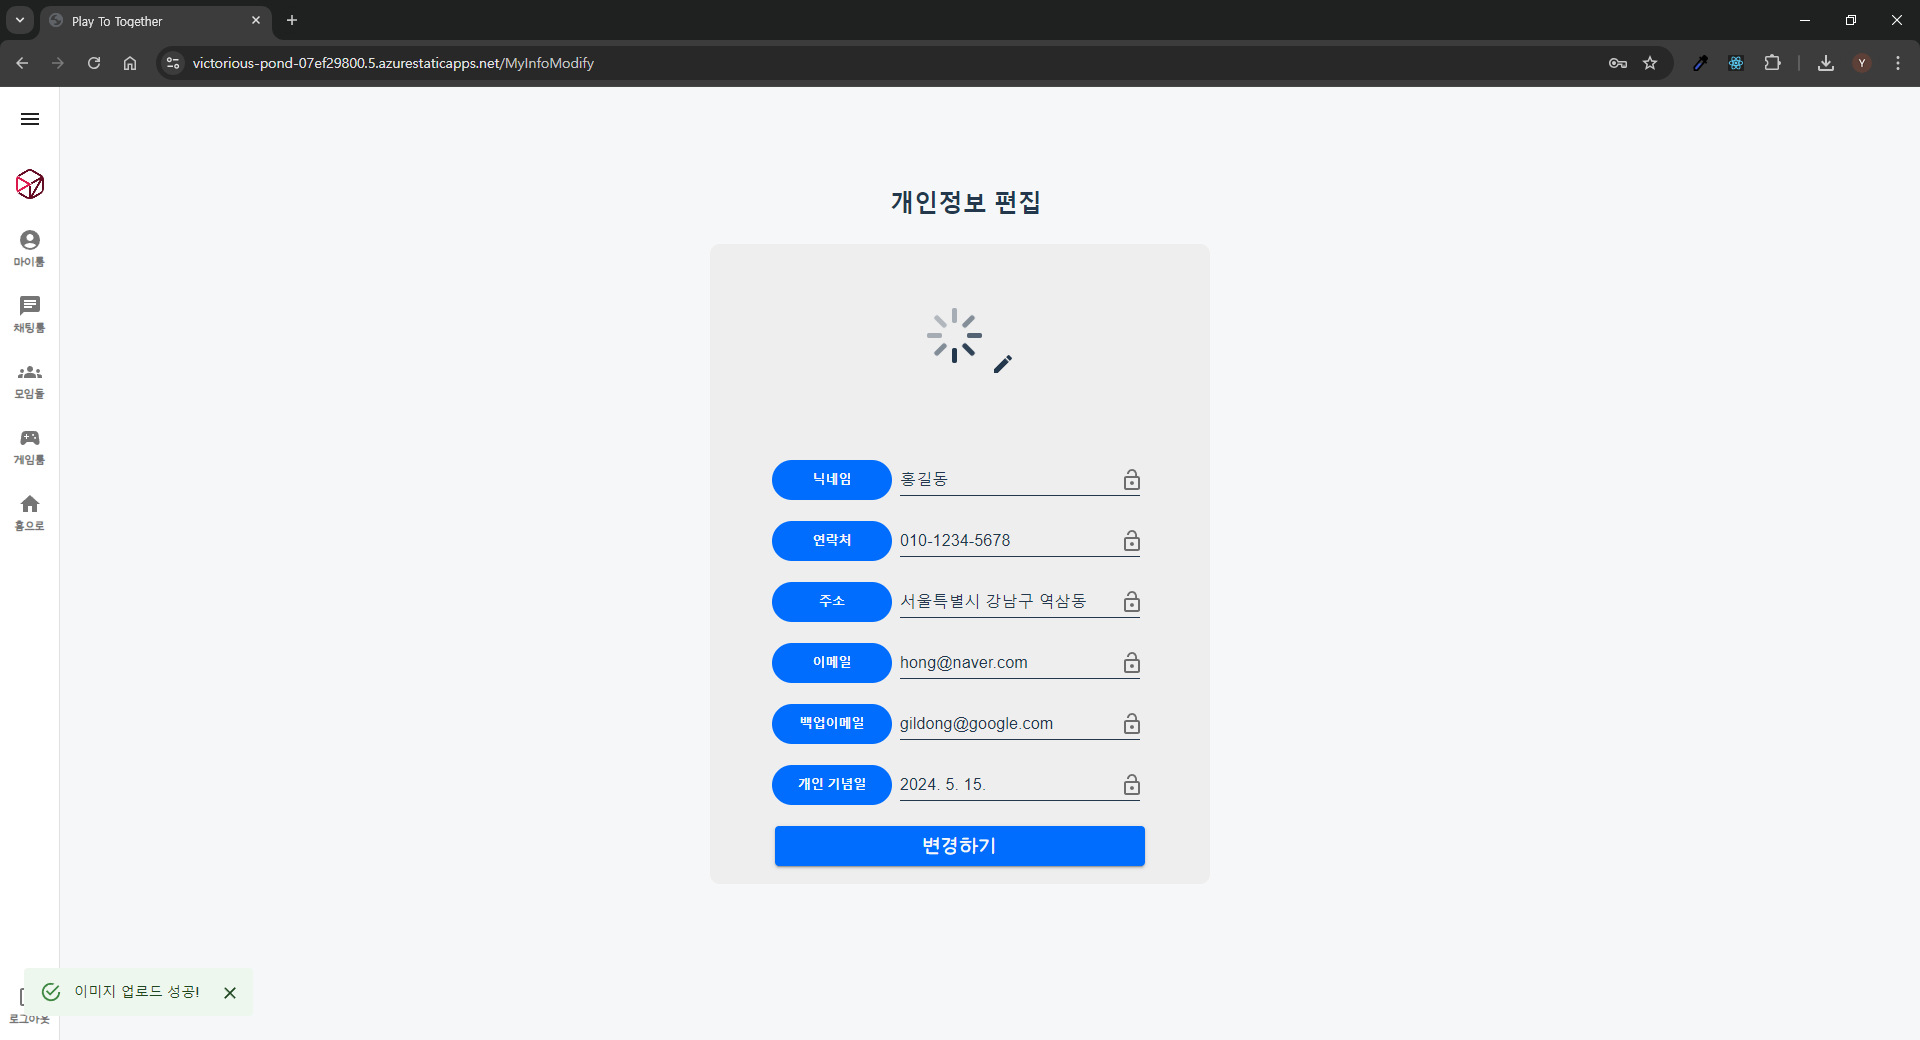 Play To Together
victorious-pond-07ef29800.5.azurestaticapps.net/MyInfoModify
Y
마이룸
채팅룸
모임돌
게임룸
홈으로
개인정보 편집
닉네임 홍길동
연락처 010-1234-5678
주소 서울특별시 강남구 역삼동
이메일 hong@naver.com
백업이메일 gildong@google.com
개인 기념일 2024. 5. 15.
변경하기
이미지 업로드 성공!
로그아웃